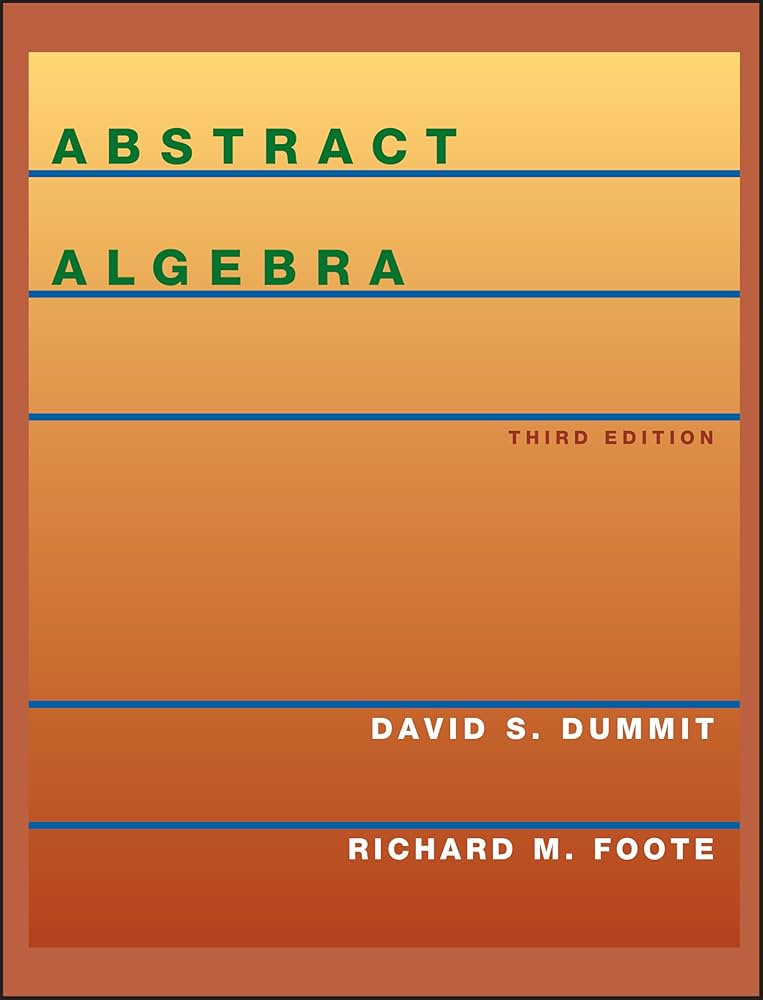 ABSTRACT
ALGEBRA
THIRD EDITION
DAVID S. DUMMIT
RICHARD M. FOOTE